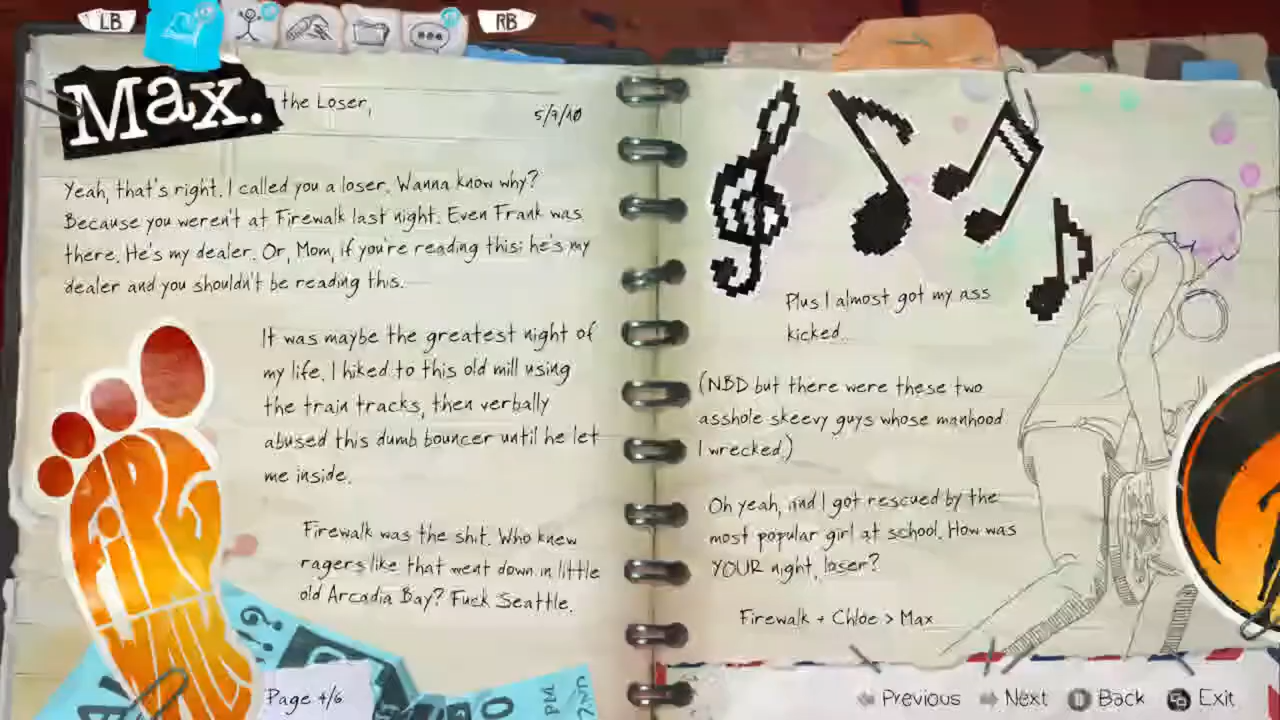 LB
RB
Max.
the Loser,
5/7/10
Yeah, that's right. I called you a loser. Wanna know why?
Because you weren't at Firewalk last night. Even Frank was
there. He's my dealer. Or, Mom, if you're reading this: he's my
dealer and you shouldn't be reading this.
It was maybe the greatest night of
my life. I hiked to this old mill using
the train tracks, then verbally
abused this dumb bouncer until he let
me inside.
Firewalk was the shit. Who knew
ragers like that went down in little
old Arcadia Bay? Fuck Seattle.
FIRE
WALK
Page 4/6
PM
Plus I almost got my ass
kicked...
(NBD but there were these two
asshole skeevy guys whose manhood
I wrecked.)
Oh yeah, and I got rescued by the
most popular girl at school. How was
YOUR night, loser?
Firewalk + Chloe > Max
Previous Next Back Exit